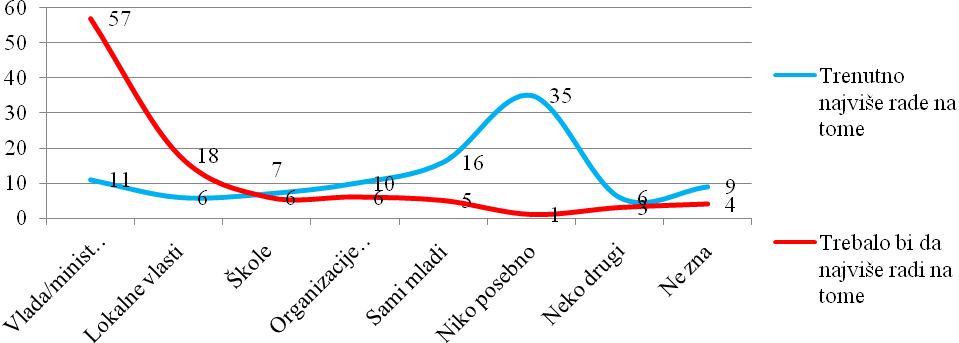 60
57
50
40
35
30
20
18
16
11
10
10
7
6
6
6
5
6
3
1
9
4
0
Vlada/minist...
Lokalne vlasti
Škole
Organizacije...
Sami mladi
Niko posebno
Neko drugi
Ne zna
Trenutno
najviše rade na
tome
Trebalo bi da
najviše radi na
tome